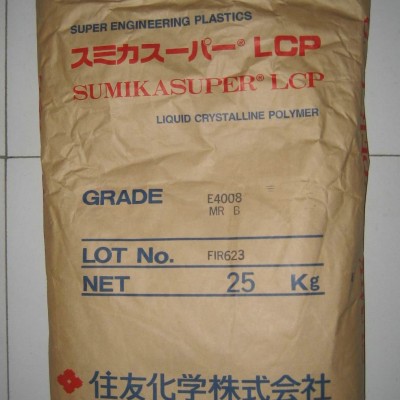 SUPER ENGINEERING PLASTICS
スミカスーパー® LCP
SUMIKASUPER® LCP
LIQUID CRYSTALLINE POLYMER
GRADE E4008
MR B
LOT No. FIR623
NET 25 Kg
住友化学株式会社